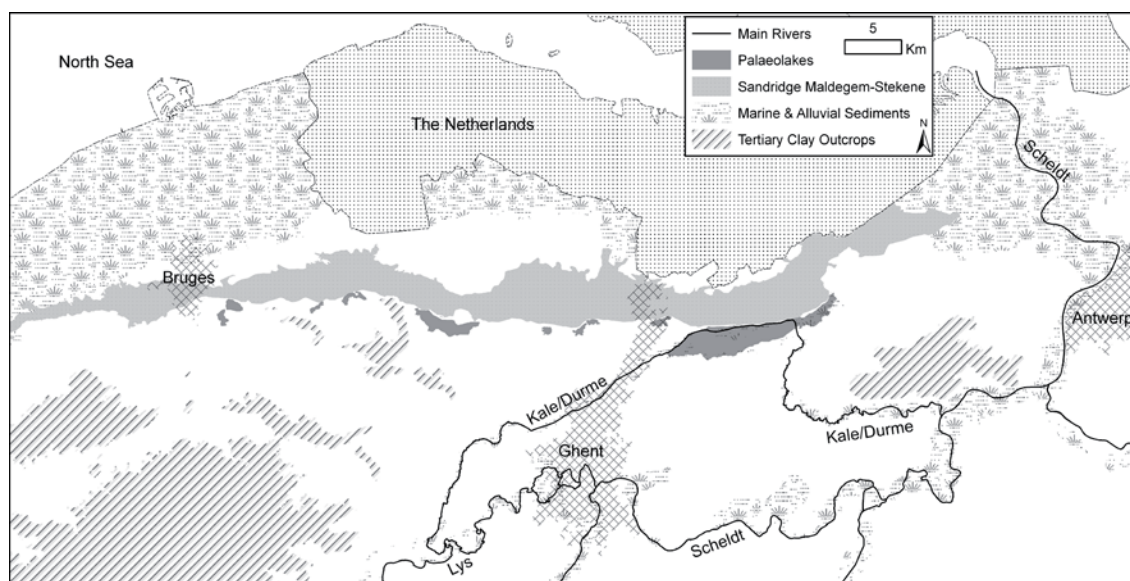 North Sea
The Netherlands
Main Rivers
Palaeolakes
Sandridge Maldegem-Stekene
Marine & Alluvial Sediments
Tertiary Clay Outcrops
5
Km
N
Scheldt
Bruges
Antwerp
Kale/Durme
Kale/Durme
Ghent
Lys
Scheldt